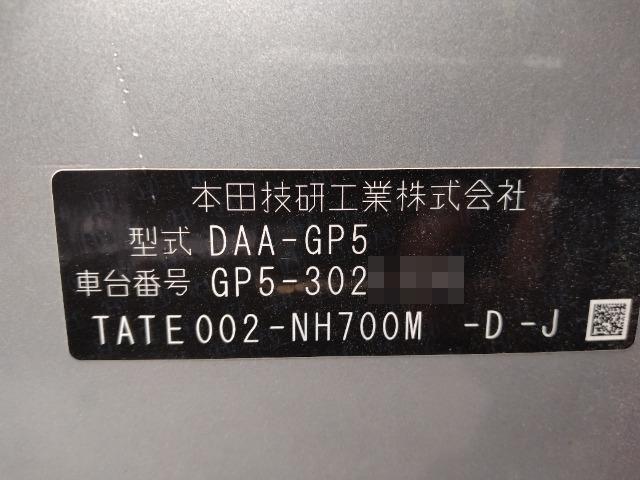 本田技研工業株式会社
型式 DAA-GP5
車台番号 GP5-302
TATE002-NH700M -D-J